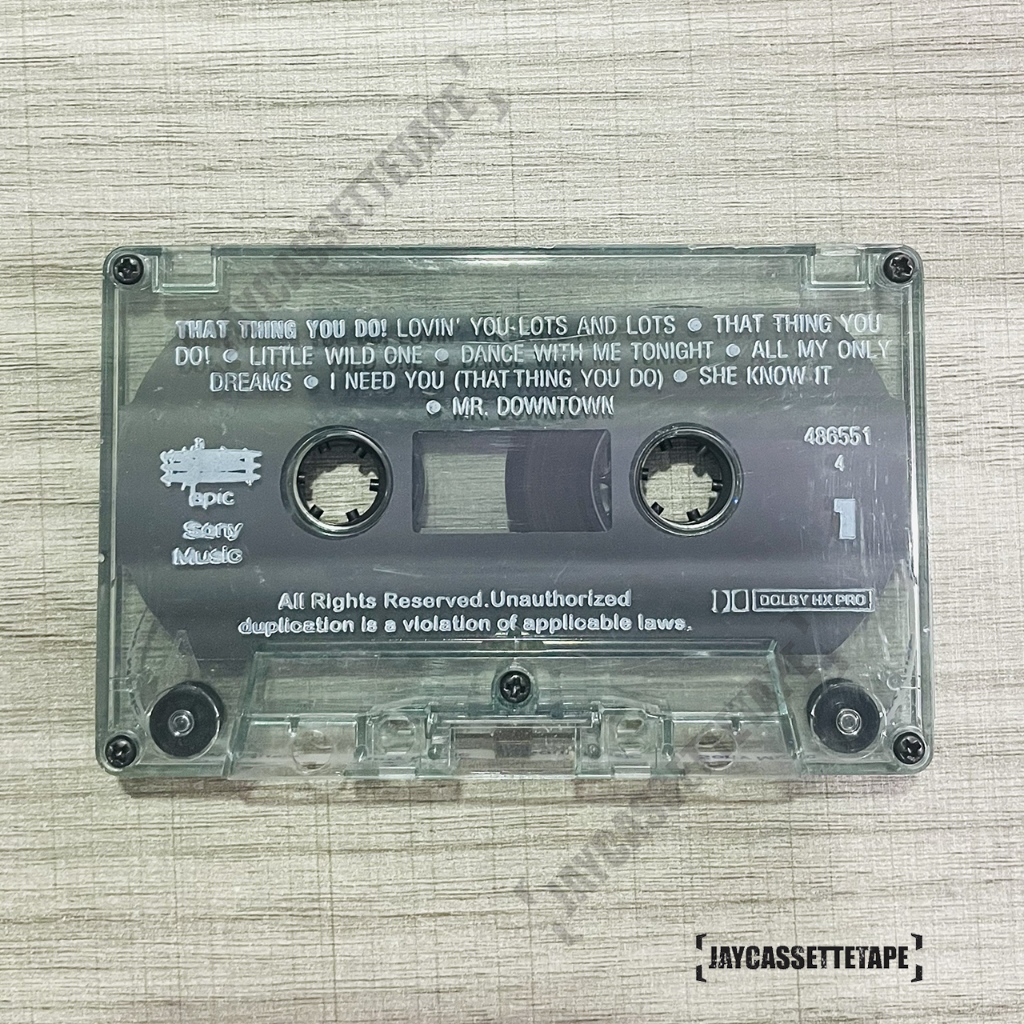 THAT THING YOU DO! LOVIN' YOU-LOTS AND LOTS • THAT THING YOU
DO! • LITTLE WILD ONE • DANCE WITH ME TONIGHT • ALL MY ONLY
DREAMS • I NEED YOU (THAT THING YOU DO) • SHE KNOW IT
• MR. DOWNTOWN
486551
4
1
epic
Sony
Music
All Rights Reserved.Unauthorized
duplication is a violation of applicable laws.
DOLBY HX PRO
JAYCASSETTETAPE
JAYCASSETTETAPE
JAYCASSETTETAPE